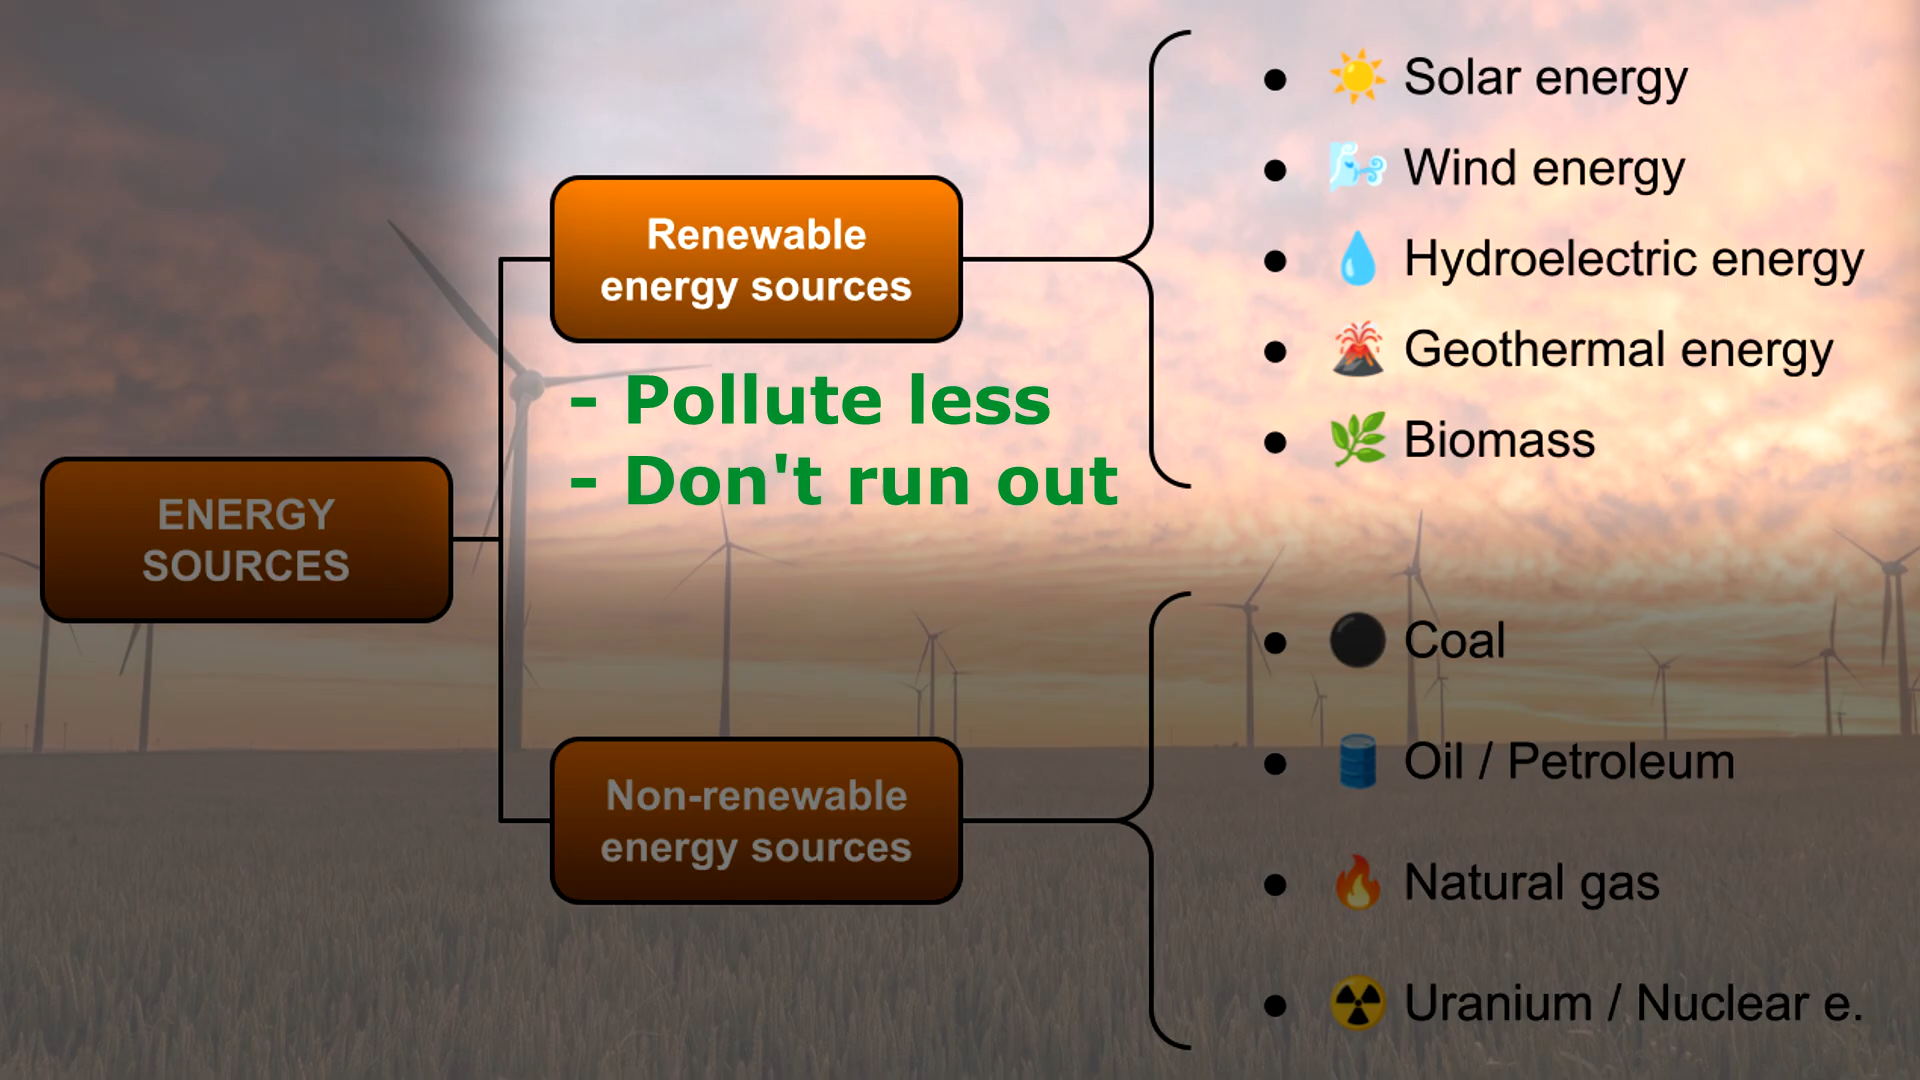 ENERGY
SOURCES
Renewable
energy sources
- Pollute less
- Don't run out
• Solar energy
• Wind energy
• Hydroelectric energy
• Geothermal energy
• Biomass
Non-renewable
energy sources
• Coal
• Oil / Petroleum
• Natural gas
• Uranium / Nuclear e.